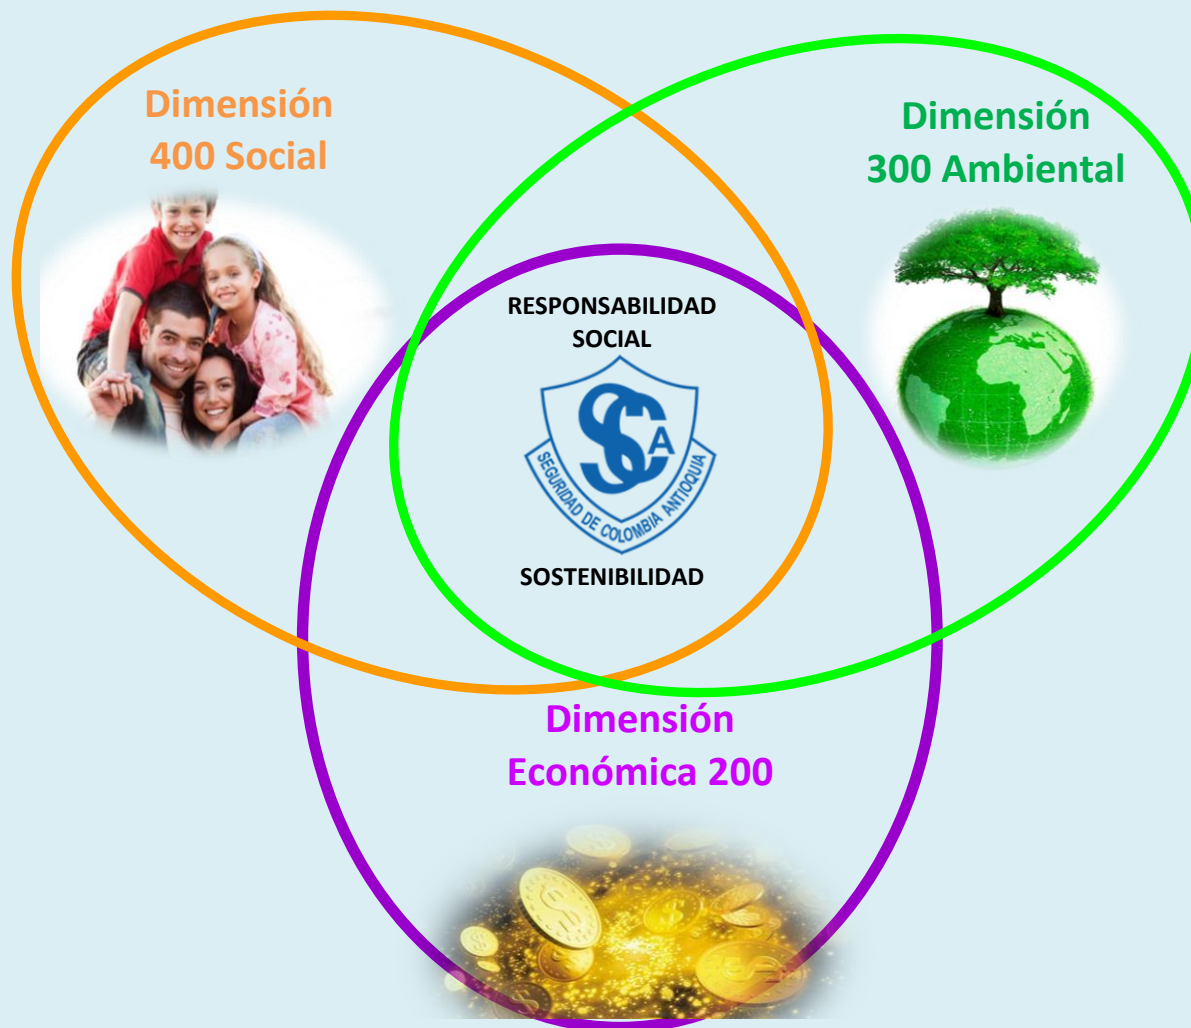 Dimensión
400 Social
Dimensión
300 Ambiental
RESPONSABILIDAD
SOCIAL
SCA
SEGURIDAD DE COLOMBIA ANTIOQUIA
SOSTENIBILIDAD
Dimensión
Económica 200